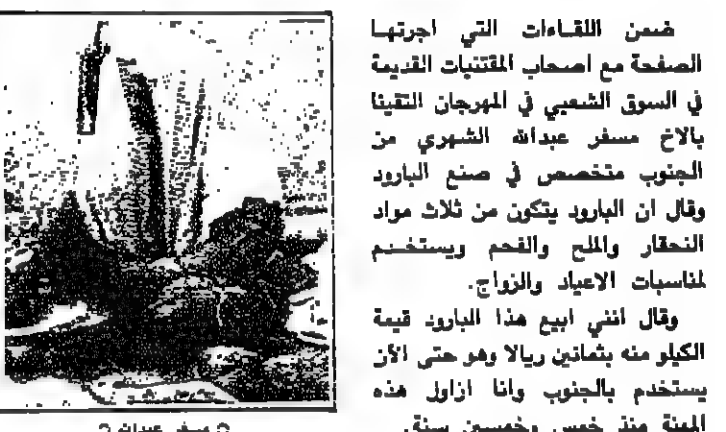 ضمن اللقاءات التي اجرتها
الصفحة مع اصحاب المقتنيات القديمة
في السوق الشعبي في المهرجان التقينا
بالاخ مسفر عبدالله الشهري من
الجنوب متخصص في صنع البارود
وقال ان البارود يتكون من ثلاث مواد
النحقار والملح والفحم ويستخدم
لمناسبات الاعياد والزواج.
وقال انني ابيع هذا البارود قيمة
الكيلو منه بثمانين ريالا وهو حتى الآن
يستخدم بالجنوب وانا ازاول هذه
المهنة منذ خمس وخمسين سنة.
مسفر عبدالله